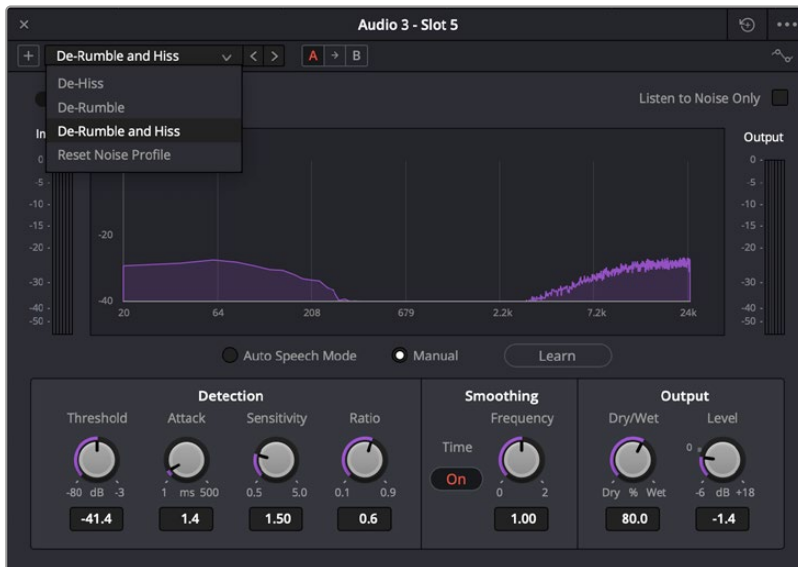 Audio 3 - Slot 5
De-Rumble and Hiss
A
B
De-Hiss
De-Rumble
De-Rumble and Hiss
Reset Noise Profile
Listen to Noise Only
Output
0 -
-5 -
-10 -
-15 -
-20 -
-30 -
-40 -
-50 -
-20
-40
20 64 208 679 2.2k 7.2k 24k
0 -
-5 -
-10 -
-15 -
-20 -
-30 -
-40 -
-50 -
Auto Speech Mode Manual Learn
Detection
Threshold Attack Sensitivity Ratio
-80 dB -3 1 ms 500 0.5 5.0 0.1 0.9
-41.4 1.4 1.50 0.6
Smoothing
Frequency
Time
On
0 2
1.00
Output
Dry/Wet Level
0
Dry % Wet -6 dB +18
80.0 -1.4